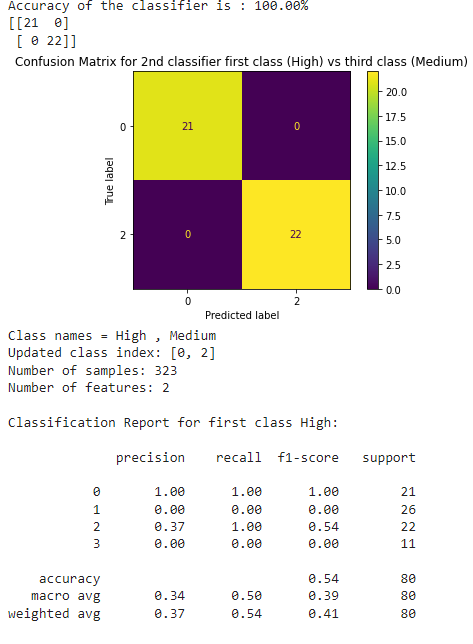 Accuracy of the classifier is : 100.00%
[[21  0]
 [ 0 22]]
Confusion Matrix for 2nd classifier first class (High) vs third class (Medium)
20.0
17.5
15.0
12.5
10.0
7.5
5.0
2.5
0.0
True label
0 21 0
2 0 22
0 2
Predicted label
Class names = High , Medium
Updated class index: [0, 2]
Number of samples: 323
Number of features: 2
Classification Report for first class High:
precision recall f1-score support
0 1.00 1.00 1.00 21
1 0.00 0.00 0.00 26
2 0.37 1.00 0.54 22
3 0.00 0.00 0.00 11
accuracy 0.54 80
macro avg 0.34 0.50 0.39 80
weighted avg 0.37 0.54 0.41 80